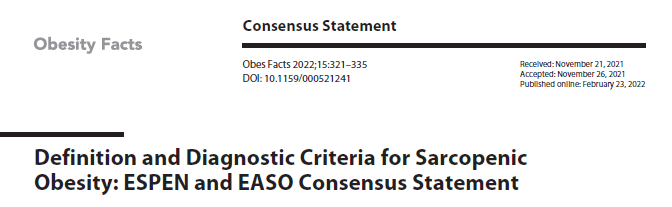 Consensus Statement
Obesity Facts
Obes Facts 2022;15:321–335
DOI: 10.1159/000521241
Received: November 21, 2021
Accepted: November 26, 2021
Published online: February 23, 2022
Definition and Diagnostic Criteria for Sarcopenic
Obesity: ESPEN and EASO Consensus Statement